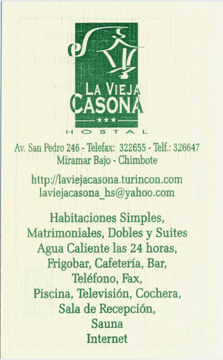 LA VIEJA
CASONA
★★★
HOSTAL
Av. San Pedro 246 - Telefax: 322655 - Telf.: 326647
Miramar Bajo - Chimbote
http://laviejacasona.turincon.com
laviejacasona_hs@yahoo.com
Habitaciones Simples,
Matrimoniales, Dobles y Suites
Agua Caliente las 24 horas,
Frigobar, Cafetería, Bar,
Teléfono, Fax,
Piscina, Televisión, Cochera,
Sala de Recepción,
Sauna
Internet